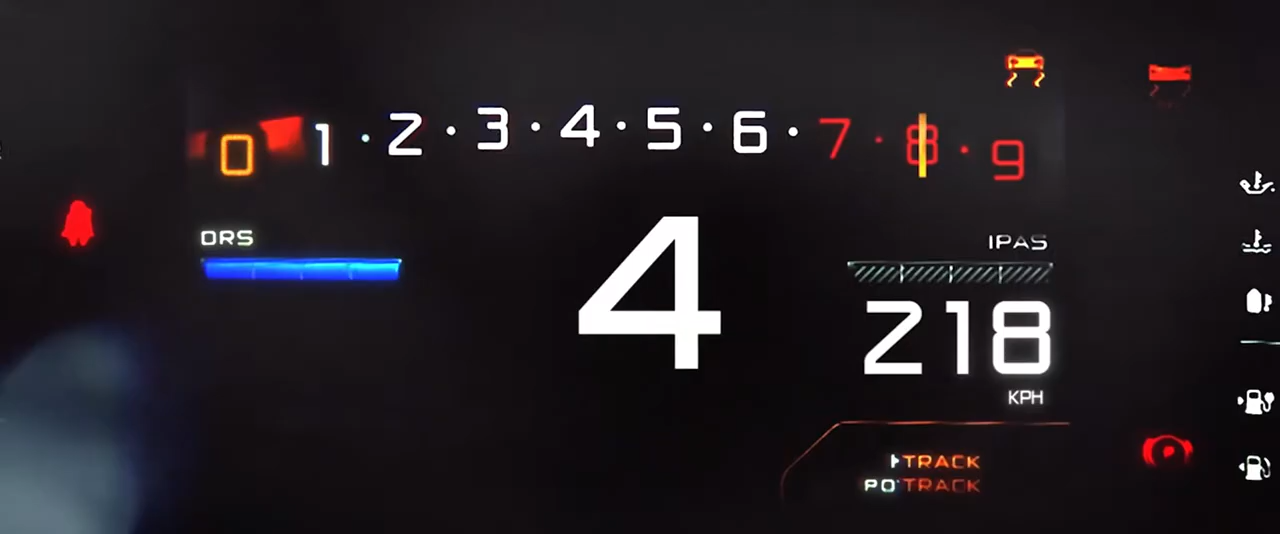 0 1 · 2 · 3 · 4 · 5 · 6 · 7 · 8 · 9
DRS
4
IPAS
218
KPH
TRACK
TRACK
P